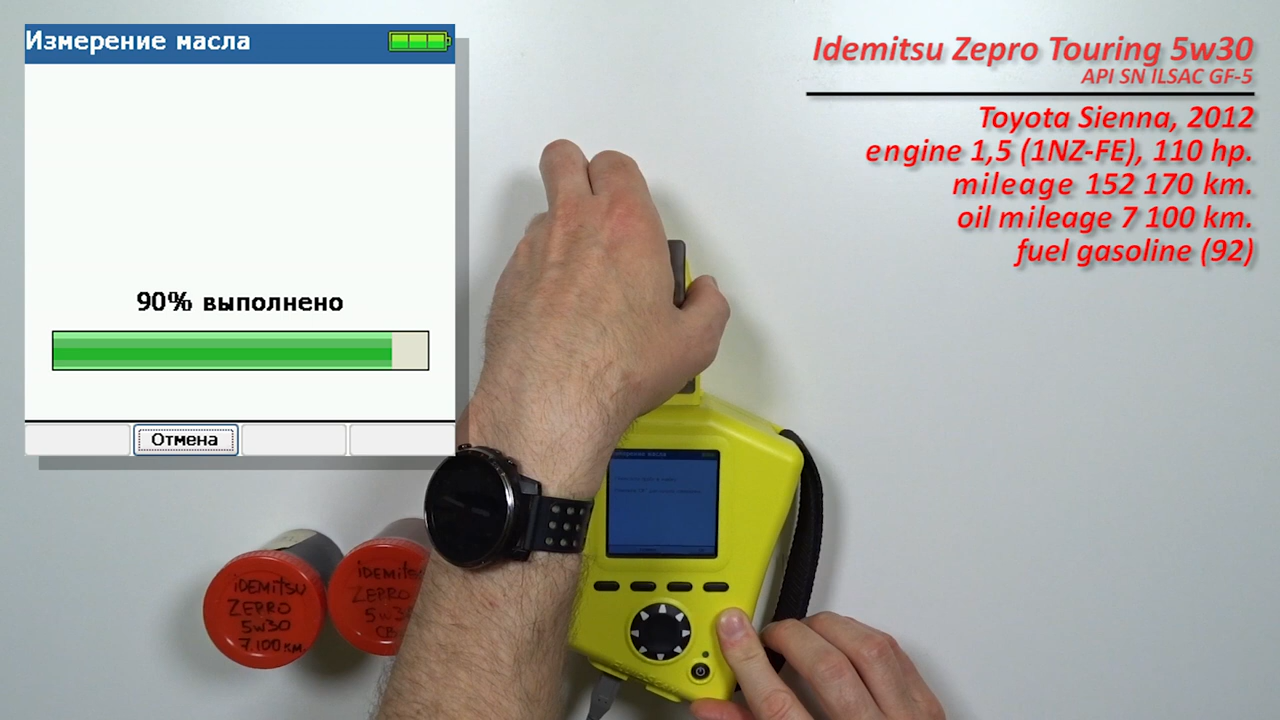 Измерение масла
90% выполнено
Отмена
Idemitsu Zepro Touring 5w30
API SN ILSAC GF-5
Toyota Sienna, 2012
engine 1,5 (1NZ-FE), 110 hp.
mileage 152 170 km.
oil mileage 7 100 km.
fuel gasoline (92)
iDEMiTSU
ZEPRO
5w30
7.100 км.
iDEMiTSU
ZEPRO
5w30
СВ